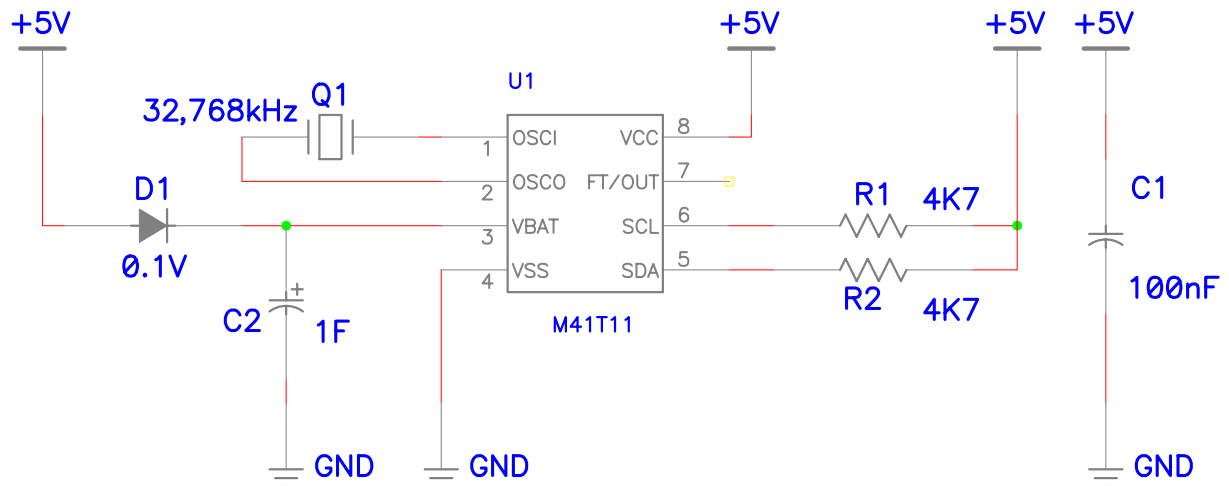 +5V
+5V
+5V
+5V
U1
Q1
32,768kHz
OSCI
VCC
8
1
OSCO
FT/OUT
7
2
D1
C1
R1
4K7
6
VBAT
SCL
3
0.1V
5
VSS
SDA
4
100nF
R2
4K7
C2
1F
M41T11
+
GND
GND
GND